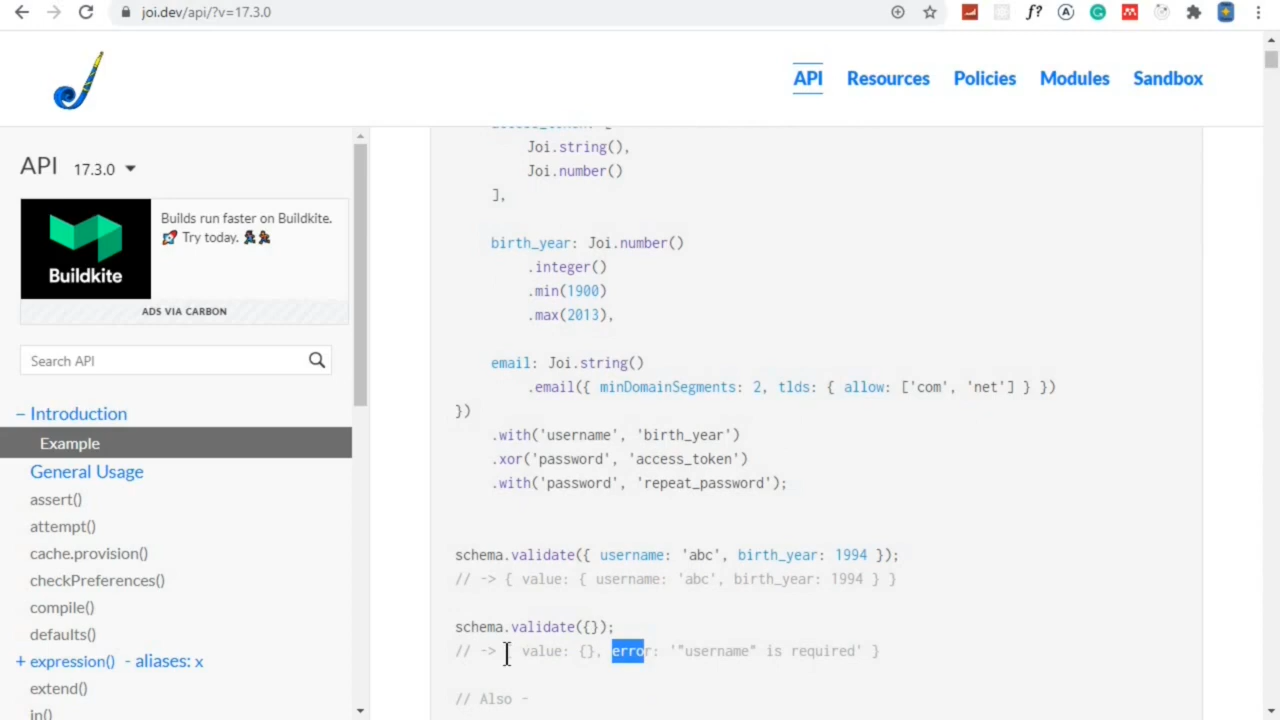 joi.dev/api/?v=17.3.0
f?
API
Resources
Policies
Modules
Sandbox
API 17.3.0
Buildkite
Builds run faster on Buildkite.
Try today.
ADS VIA CARBON
Search API
– Introduction
Example
General Usage
assert()
attempt()
cache.provision()
checkPreferences()
compile()
defaults()
+ expression() - aliases: x
extend()
in()
Joi.string(),
Joi.number()
],
birth_year: Joi.number()
.integer()
.min(1900)
.max(2013),
email: Joi.string()
.email({ minDomainSegments: 2, tlds: { allow: ['com', 'net'] } })
})
.with('username', 'birth_year')
.xor('password', 'access_token')
.with('password', 'repeat_password');
schema.validate({ username: 'abc', birth_year: 1994 });
// -> { value: { username: 'abc', birth_year: 1994 } }
schema.validate({});
// -> { value: {}, error: '"username" is required' }
// Also -